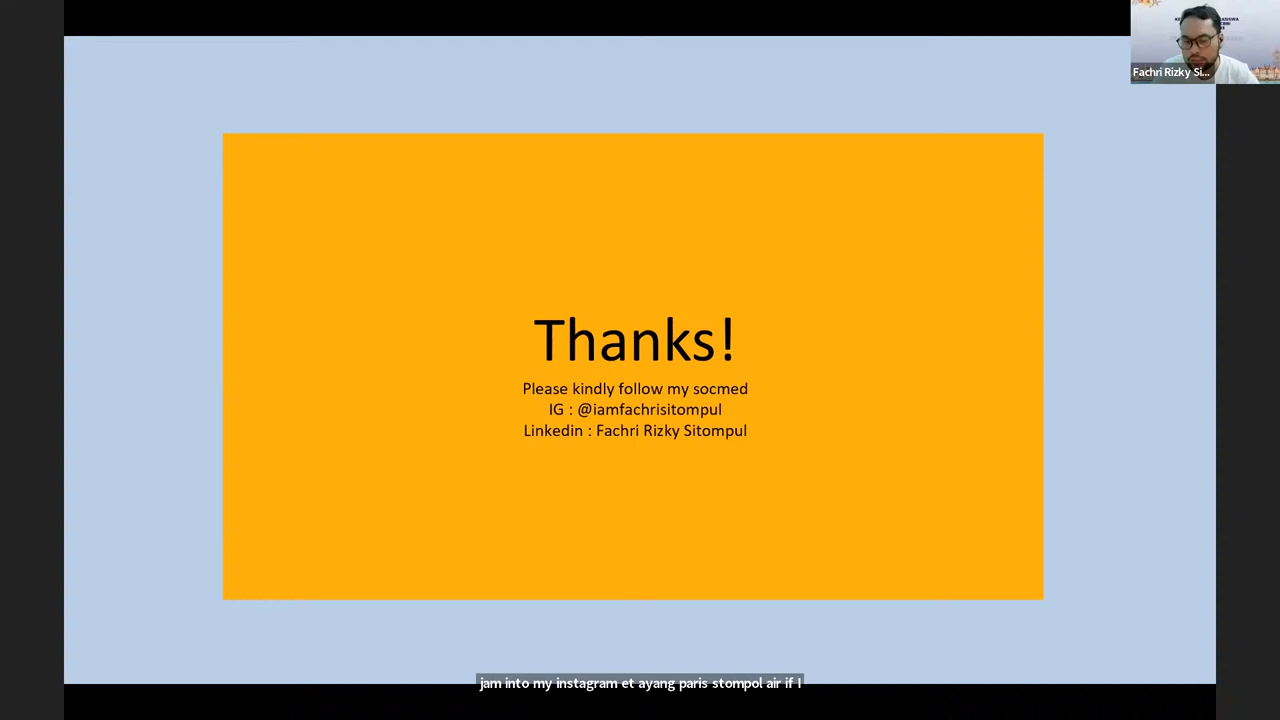 Fachri Rizky Si...
Thanks!
Please kindly follow my socmed
IG : @iamfachrisitompul
Linkedin : Fachri Rizky Sitompul
jam into my instagram et ayang paris stompol air if I